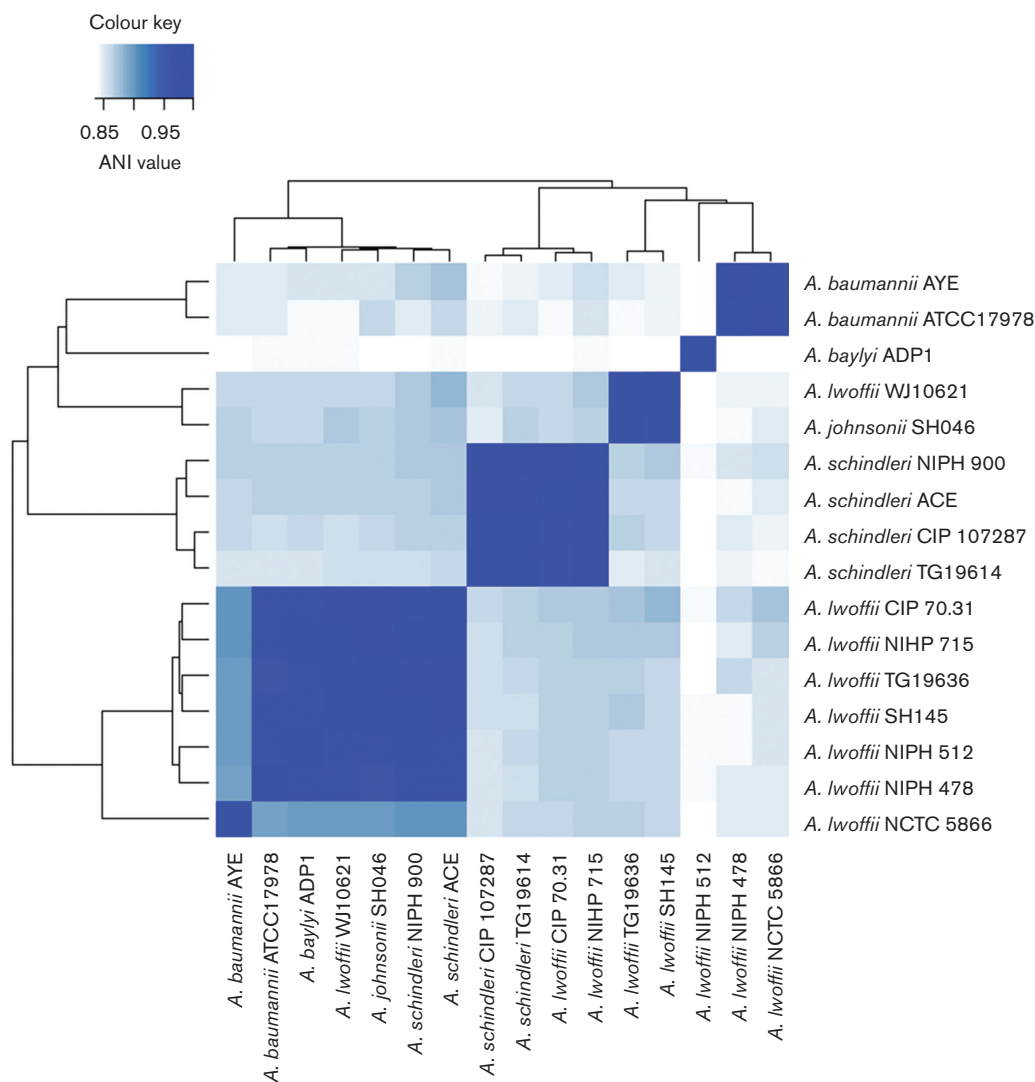 Colour key
0.85 0.95
ANI value
A. baumannii AYE
A. baumannii ATCC17978
A. baylyi ADP1
A. lwoffii WJ10621
A. johnsonii SH046
A. schindleri NIPH 900
A. schindleri ACE
A. schindleri CIP 107287
A. schindleri TG19614
A. lwoffii CIP 70.31
A. lwoffii NIHP 715
A. lwoffii TG19636
A. lwoffii SH145
A. lwoffii NIPH 512
A. lwoffii NIPH 478
A. lwoffii NCTC 5866
A. baumannii AYE
A. baumannii ATCC17978
A. baylyi ADP1
A. lwoffii WJ10621
A. johnsonii SH046
A. schindleri NIPH 900
A. schindleri ACE
A. schindleri CIP 107287
A. schindleri TG19614
A. lwoffii CIP 70.31
A. lwoffii NIHP 715
A. lwoffii TG19636
A. lwoffii SH145
A. lwoffii NIPH 512
A. lwoffii NIPH 478
A. lwoffii NCTC 5866